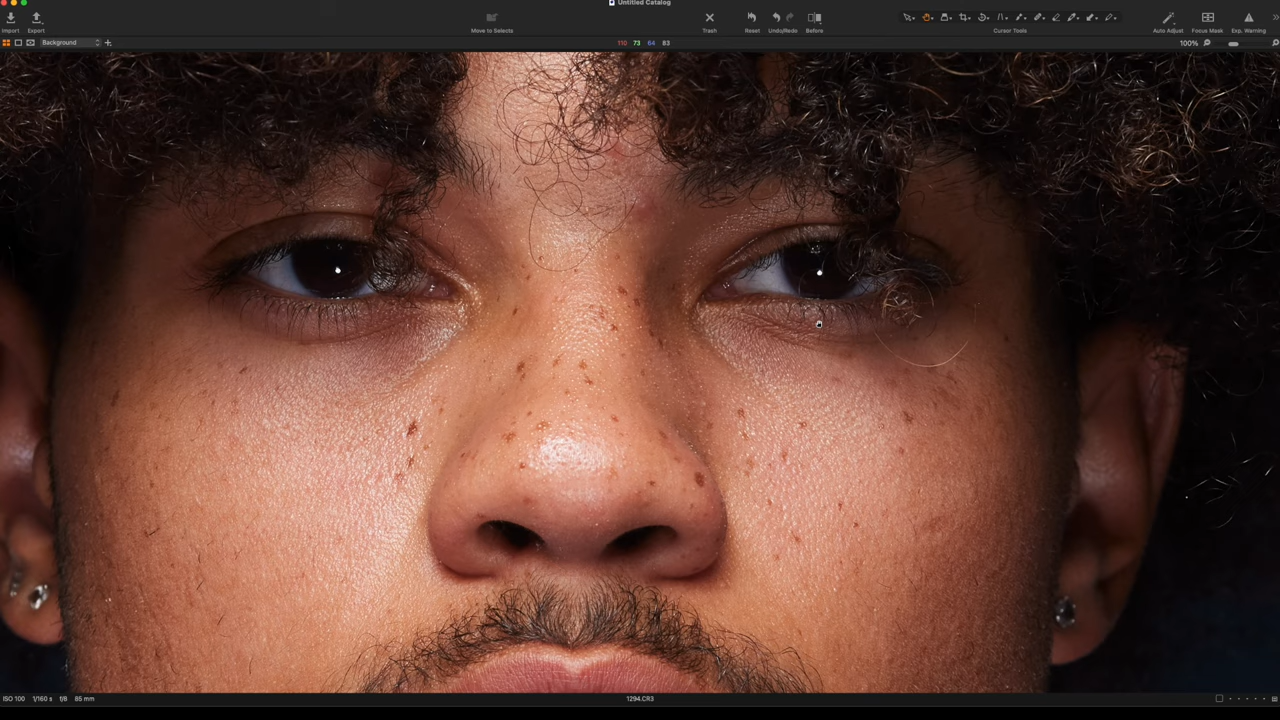 Untitled Catalog
Import Export Move to Selects Trash Reset Undo/Redo Before Cursor Tools Auto Adjust Focus Mask Exp. Warning
Background 110 73 64 83 100%
ISO 100 1/160 s f/8 85 mm 1294.CR3